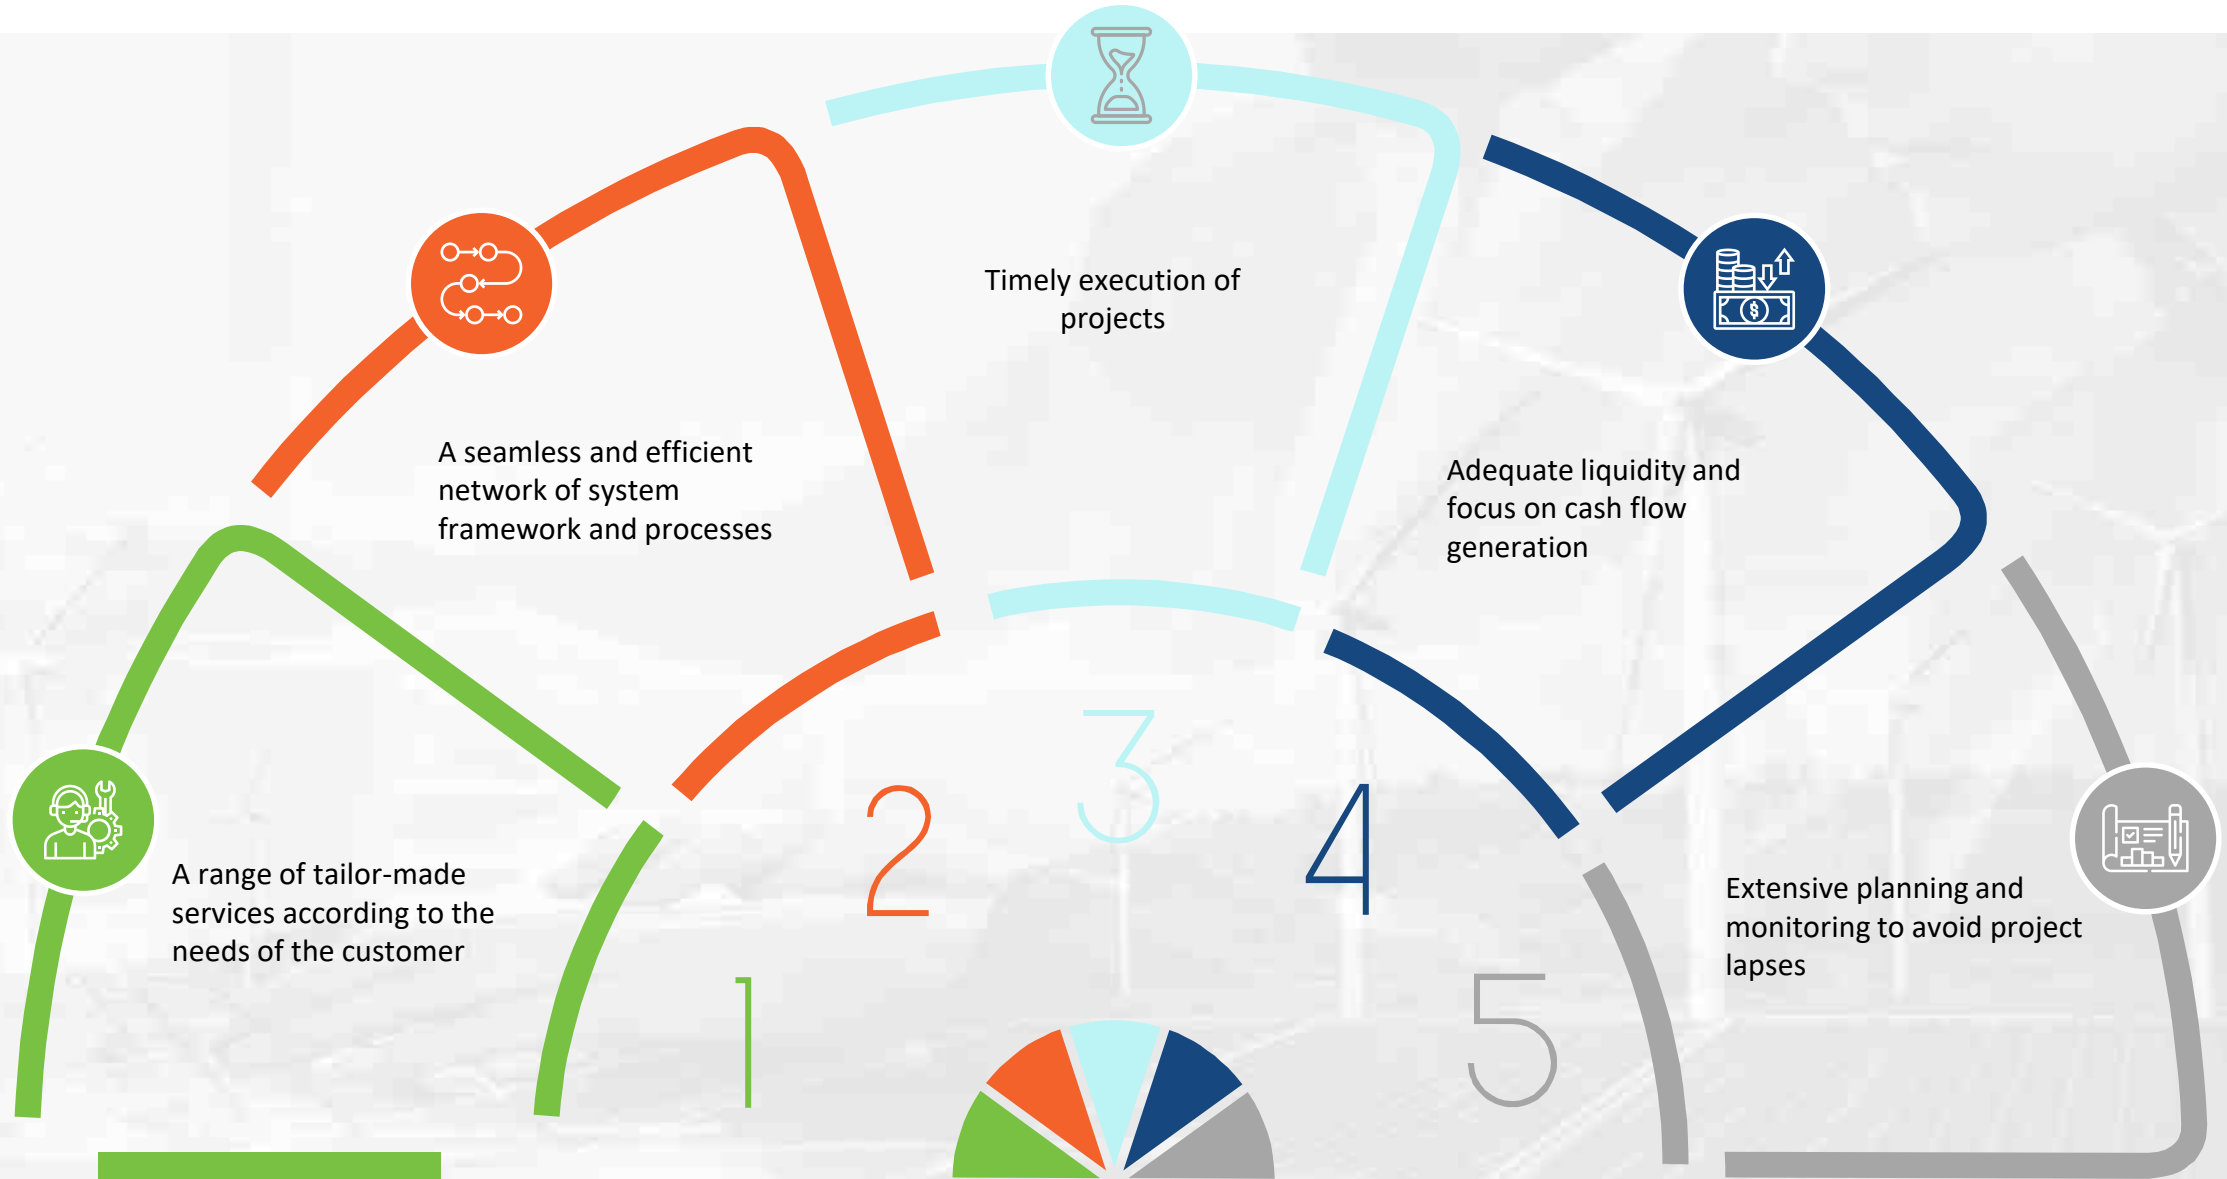 1
A range of tailor-made
services according to the
needs of the customer
2
A seamless and efficient
network of system
framework and processes
3
Timely execution of
projects
4
Adequate liquidity and
focus on cash flow
generation
5
Extensive planning and
monitoring to avoid project
lapses
$